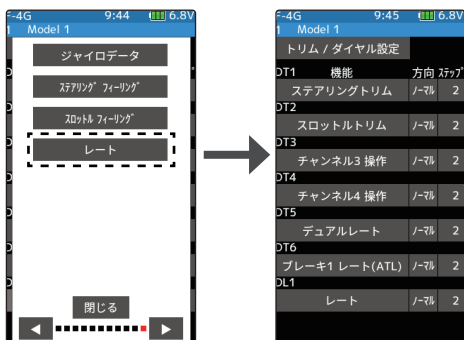 F-4G 9:44 6.8V
1 Model 1
ジャイロデータ
ステアリング フィーリング
スロットル フィーリング
レート
閉じる
F-4G 9:45 6.8V
1 Model 1
トリム / ダイヤル設定
DT1 機能 方向 ステップ
ステアリングトリム ノーマル 2
DT2
スロットルトリム ノーマル 2
DT3
チャンネル3 操作 ノーマル 2
DT4
チャンネル4 操作 ノーマル 2
DT5
デュアルレート ノーマル 2
DT6
ブレーキ1 レート(ATL) ノーマル 2
DL1
レート ノーマル 2